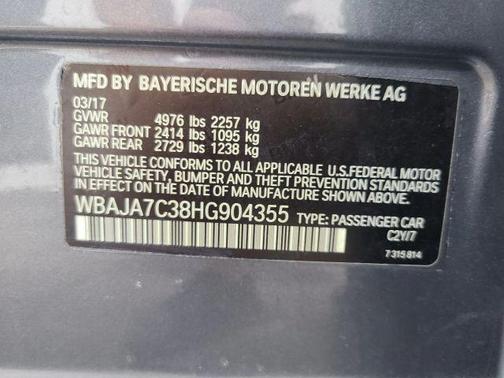 MFD BY BAYERISCHE MOTOREN WERKE AG
03/17
GVWR 4976 lbs 2257 kg
GAWR FRONT 2414 lbs 1095 kg
GAWR REAR 2729 lbs 1238 kg
THIS VEHICLE CONFORMS TO ALL APPLICABLE U.S.FEDERAL MOTOR
VEHICLE SAFETY, BUMPER AND THEFT PREVENTION STANDARDS
IN EFFECT ON THE DATE OF MANUFACTURE SHOWN ABOVE.
WBAJA7C38HG904355 TYPE: PASSENGER CAR
C2Y/7
7315814